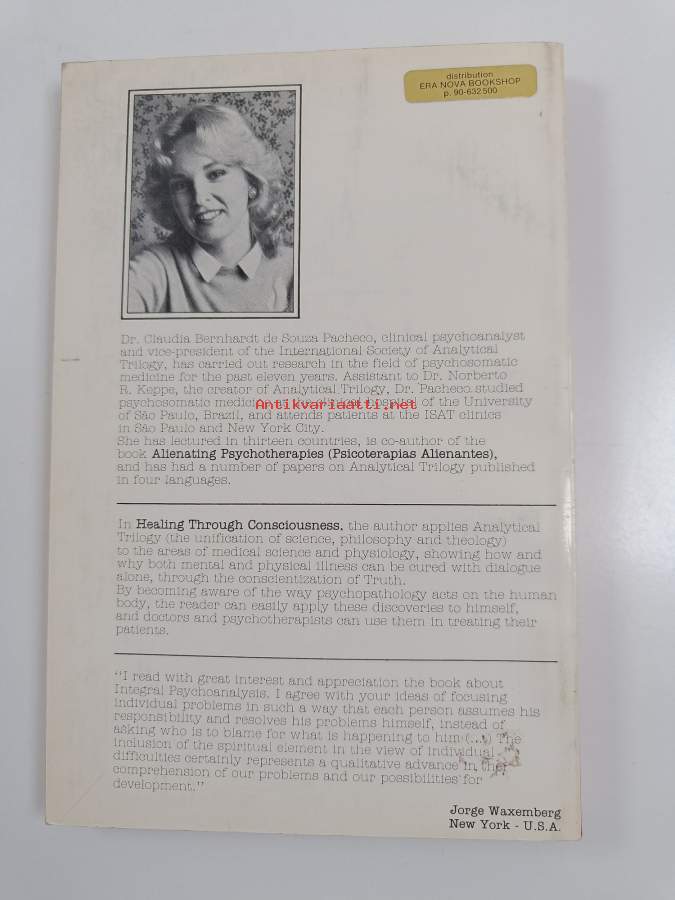 distribution
ERA NOVA BOOKSHOP
p. 90-632500
Dr. Claudia Bernhardt de Souza Pacheco, clinical psychoanalyst
and vice-president of the International Society of Analytical
Trilogy, has carried out research in the field of psychosomatic
medicine for the past eleven years. Assistant to Dr. Norberto
R. Keppe, the creator of Analytical Trilogy, Dr. Pacheco studied
psychosomatic medicine at the clinical hospital of the University
Antikvariaatti.net
of São Paulo, Brazil, and attends patients at the ISAT clinics
in São Paulo and New York City.
She has lectured in thirteen countries, is co-author of the
book Alienating Psychotherapies (Psicoterapias Alienantes),
and has had a number of papers on Analytical Trilogy published
in four languages.
In Healing Through Consciousness, the author applies Analytical
Trilogy (the unification of science, philosophy and theology)
to the areas of medical science and physiology, showing how and
why both mental and physical illness can be cured with dialogue
alone, through the conscientization of Truth.
By becoming aware of the way psychopathology acts on the human
body, the reader can easily apply these discoveries to himself,
and doctors and psychotherapists can use them in treating their
patients.
"I read with great interest and appreciation the book about
Integral Psychoanalysis. I agree with your ideas of focusing
individual problems in such a way that each person assumes his
responsibility and resolves his problems himself, instead of
asking who is to blame for what is happening to him (...) The
inclusion of the spiritual element in the view of individual
difficulties certainly represents a qualitative advance in the
comprehension of our problems and our possibilities for
development."
Jorge Waxemberg
New York - U.S.A.